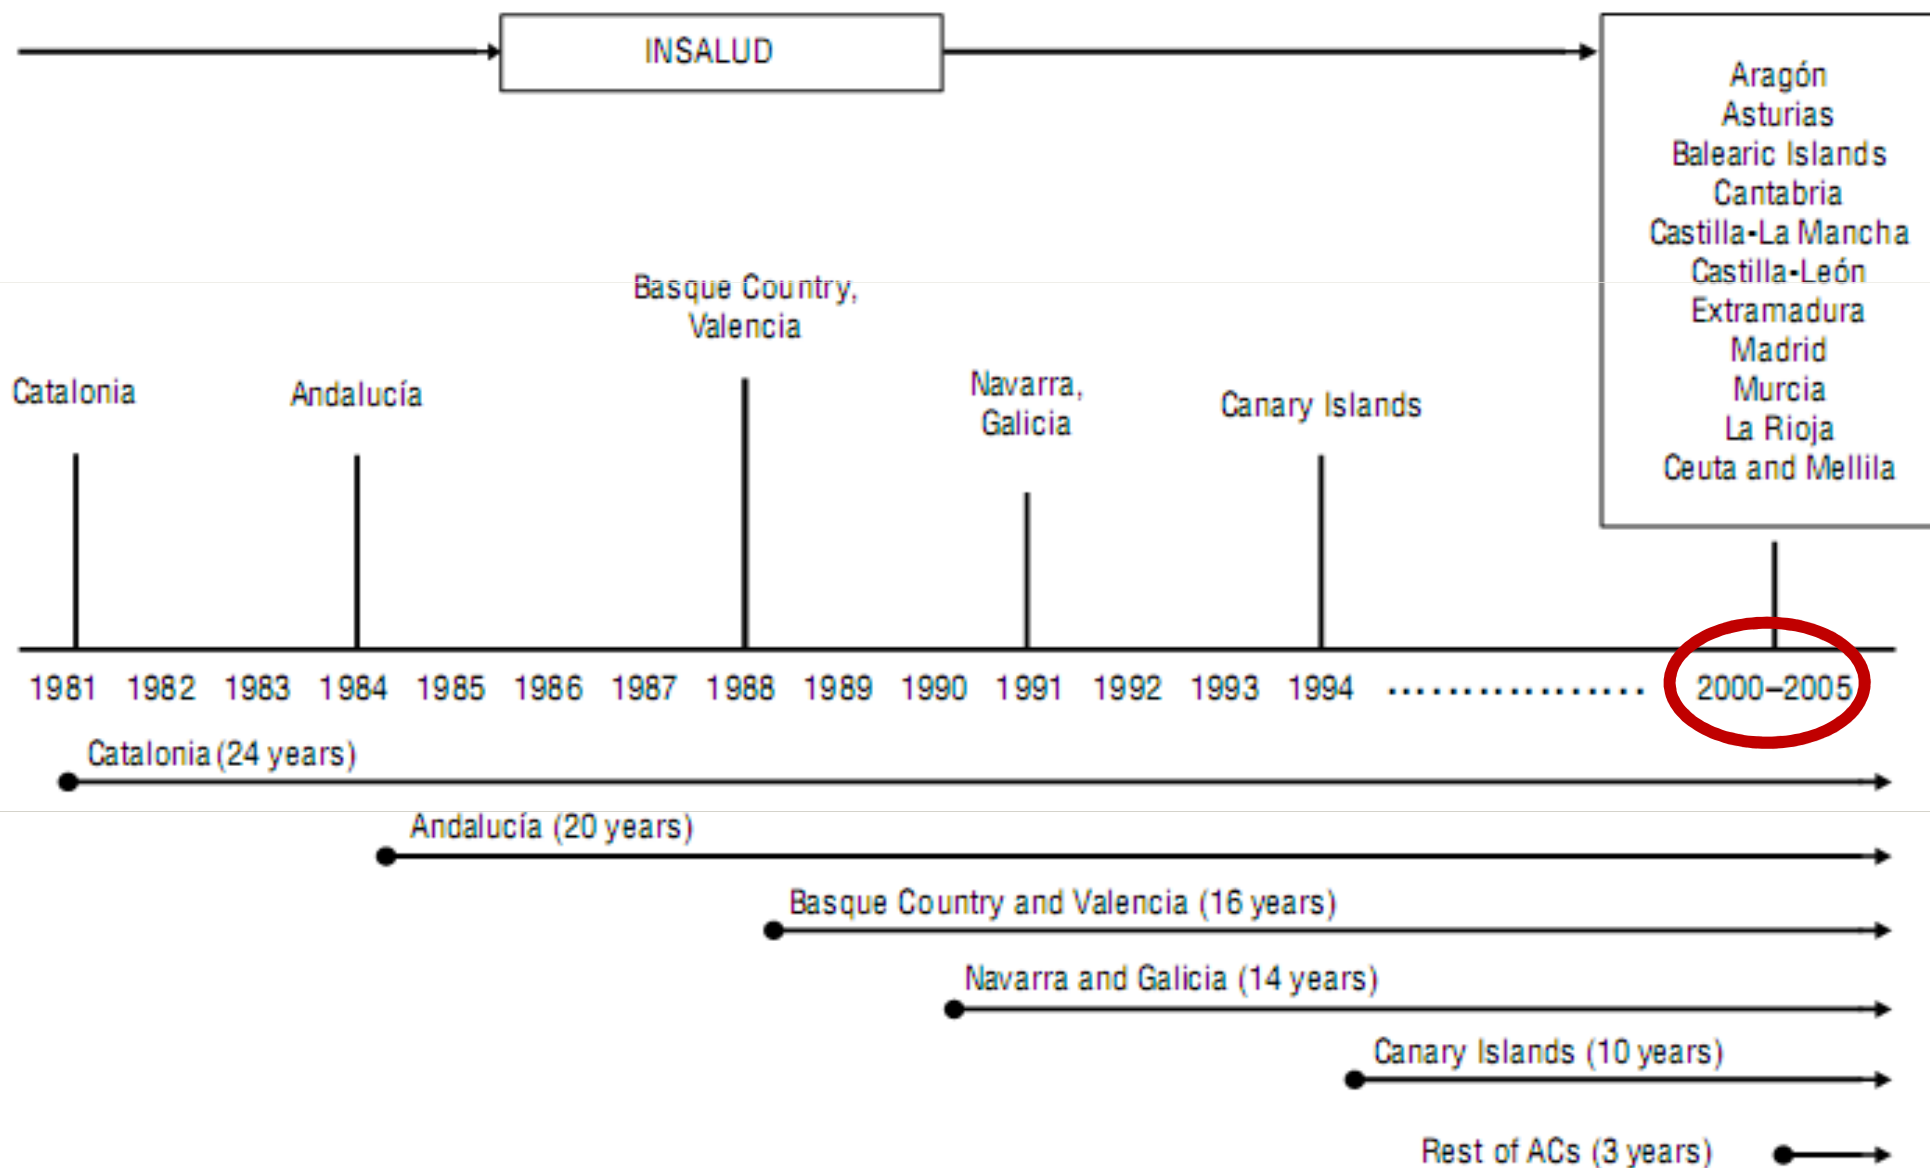 INSALUD
Aragón
Asturias
Balearic Islands
Cantabria
Castilla-La Mancha
Castilla-León
Extramadura
Madrid
Murcia
La Rioja
Ceuta and Mellila
Basque Country,
Valencia
Catalonia
Andalucía
Navarra,
Galicia
Canary Islands
1981 1982 1983 1984 1985 1986 1987 1988 1989 1990 1991 1992 1993 1994 ................. 2000–2005
Catalonia (24 years)
Andalucía (20 years)
Basque Country and Valencia (16 years)
Navarra and Galicia (14 years)
Canary Islands (10 years)
Rest of ACs (3 years)